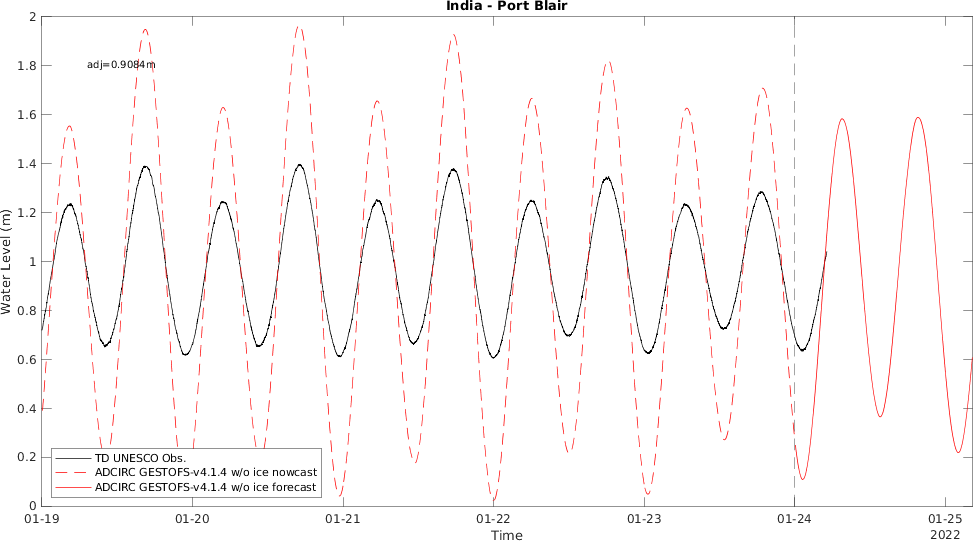 India - Port Blair
adj=0.9084m
2
1.8
1.6
1.4
1.2
1
0.8
0.6
0.4
0.2
0
Water Level (m)
TD UNESCO Obs.
ADCIRC GESTOFS-v4.1.4 w/o ice nowcast
ADCIRC GESTOFS-v4.1.4 w/o ice forecast
01-19 01-20 01-21 01-22 01-23 01-24 01-25
Time
2022